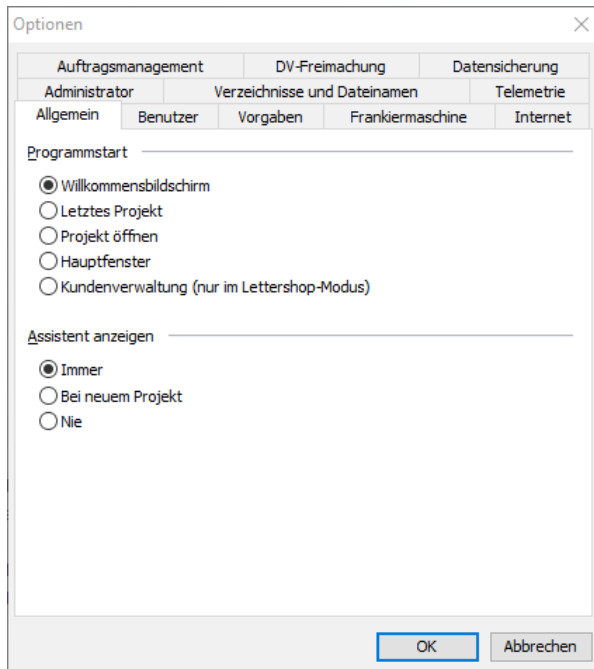 Optionen
Auftragsmanagement DV-Freimachung Datensicherung
Administrator Verzeichnisse und Dateinamen Telemetrie
Allgemein Benutzer Vorgaben Frankiermaschine Internet
Programmstart
Willkommensbildschirm
Letztes Projekt
Projekt öffnen
Hauptfenster
Kundenverwaltung (nur im Lettershop-Modus)
Assistent anzeigen
Immer
Bei neuem Projekt
Nie
OK Abbrechen